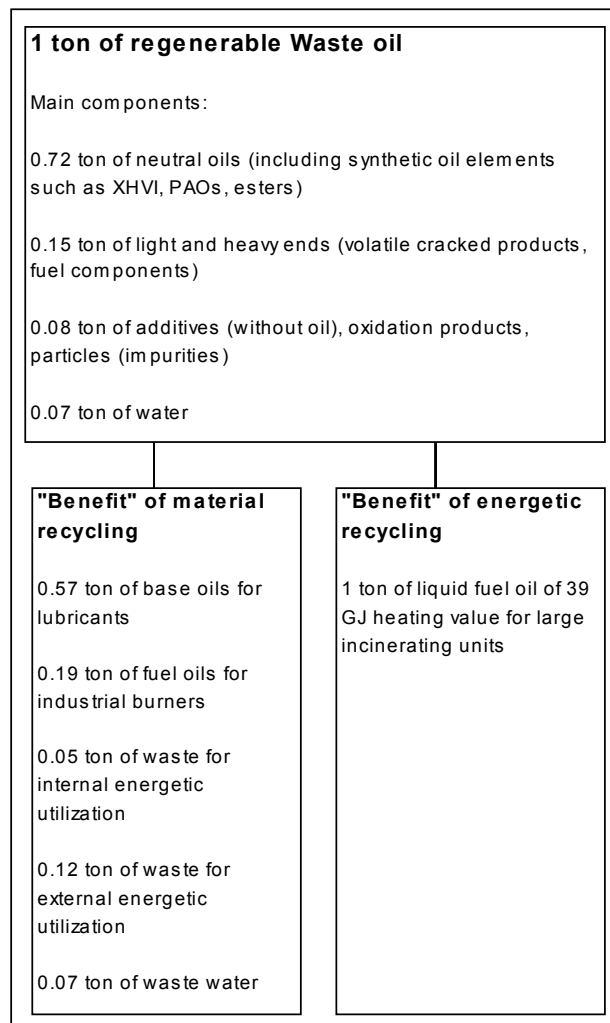 1 ton of regenerable Waste oil
Main components:
0.72 ton of neutral oils (including synthetic oil elements
such as XHVI, PAOs, esters)
0.15 ton of light and heavy ends (volatile cracked products,
fuel components)
0.08 ton of additives (without oil), oxidation products,
particles (impurities)
0.07 ton of water
"Benefit" of material
recycling
0.57 ton of base oils for
lubricants
0.19 ton of fuel oils for
industrial burners
0.05 ton of waste for
internal energetic
utilization
0.12 ton of waste for
external energetic
utilization
0.07 ton of waste water
"Benefit" of energetic
recycling
1 ton of liquid fuel oil of 39
GJ heating value for large
incinerating units